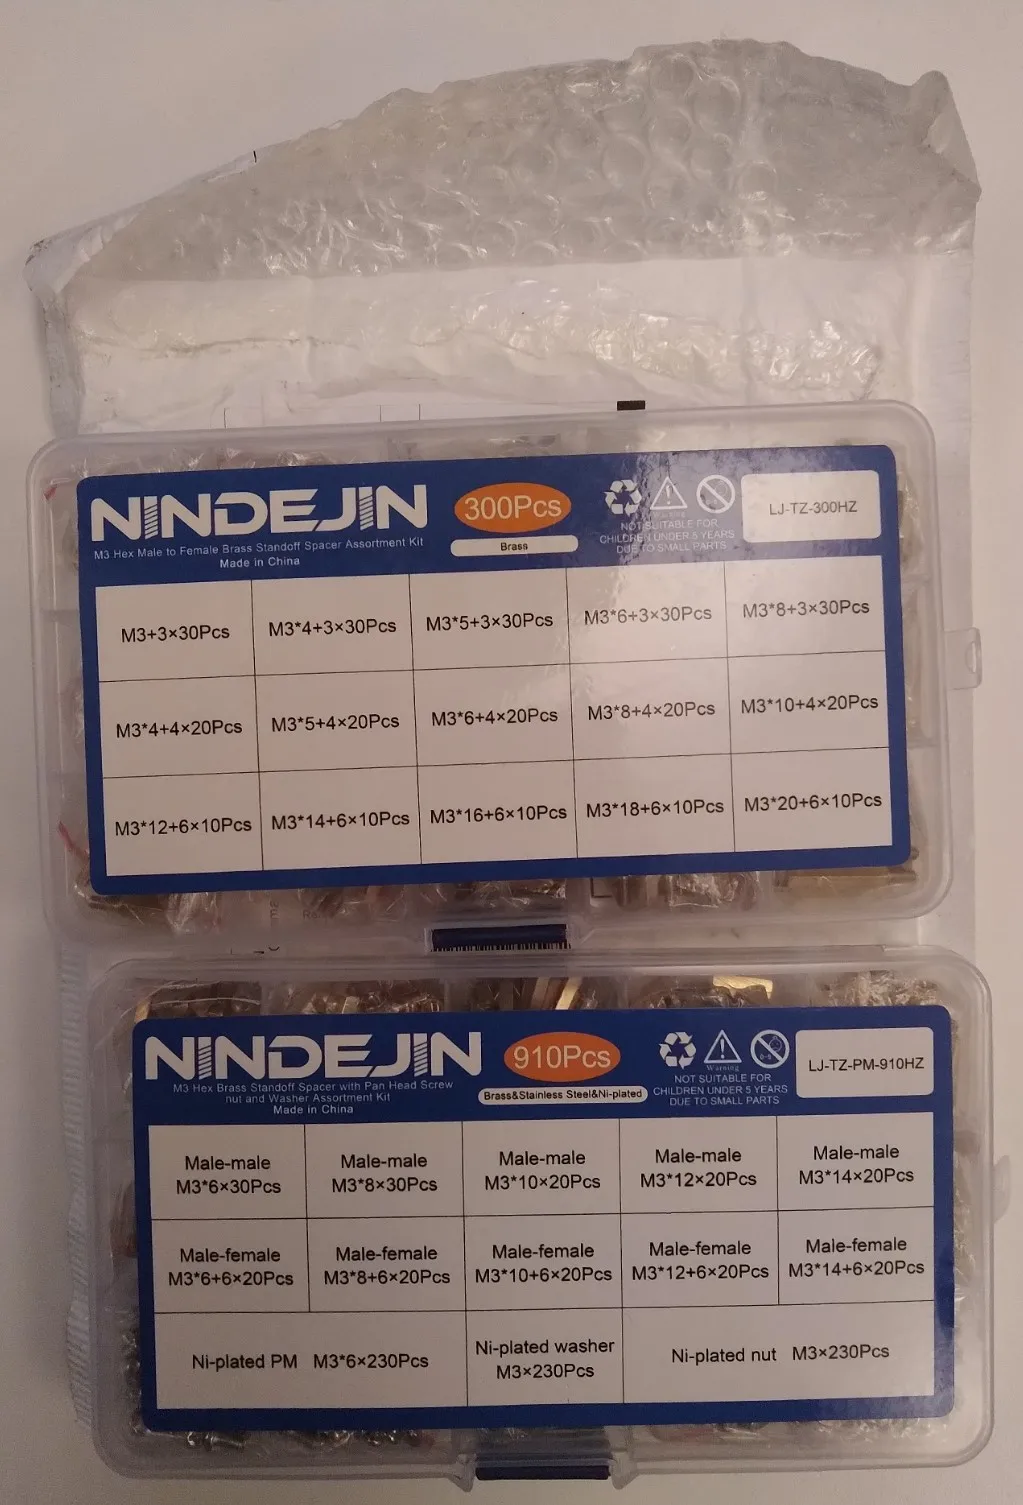 NINDEJIN
M3 Hex Male to Female Brass Standoff Spacer Assortment Kit
Made in China
300Pcs
Brass
Warning
NOT SUITABLE FOR
CHILDREN UNDER 5 YEARS
DUE TO SMALL PARTS
LJ-TZ-300HZ
M3+3×30Pcs
M3*4+3×30Pcs
M3*5+3×30Pcs
M3*6+3×30Pcs
M3*8+3×30Pcs
M3*4+4×20Pcs
M3*5+4×20Pcs
M3*6+4×20Pcs
M3*8+4×20Pcs
M3*10+4×20Pcs
M3*12+6×10Pcs
M3*14+6×10Pcs
M3*16+6×10Pcs
M3*18+6×10Pcs
M3*20+6×10Pcs
NINDEJIN
M3 Hex Brass Standoff Spacer with Pan Head Screw
nut and Washer Assortment Kit
Made in China
910Pcs
Brass&Stainless Steel&Ni-plated
Warning
NOT SUITABLE FOR
CHILDREN UNDER 5 YEARS
DUE TO SMALL PARTS
LJ-TZ-PM-910HZ
Male-male
M3*6×30Pcs
Male-male
M3*8×30Pcs
Male-male
M3*10×20Pcs
Male-male
M3*12×20Pcs
Male-male
M3*14×20Pcs
Male-female
M3*6+6×20Pcs
Male-female
M3*8+6×20Pcs
Male-female
M3*10+6×20Pcs
Male-female
M3*12+6×20Pcs
Male-female
M3*14+6×20Pcs
Ni-plated PM M3*6×230Pcs
Ni-plated washer
M3×230Pcs
Ni-plated nut M3×230Pcs